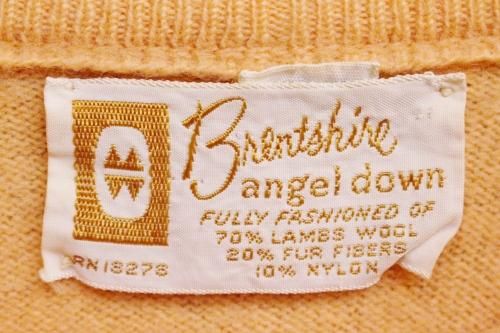 Brentshire
angel down
FULLY FASHIONED OF
70% LAMBS WOOL
20% FUR FIBERS
10% NYLON
RN 18278